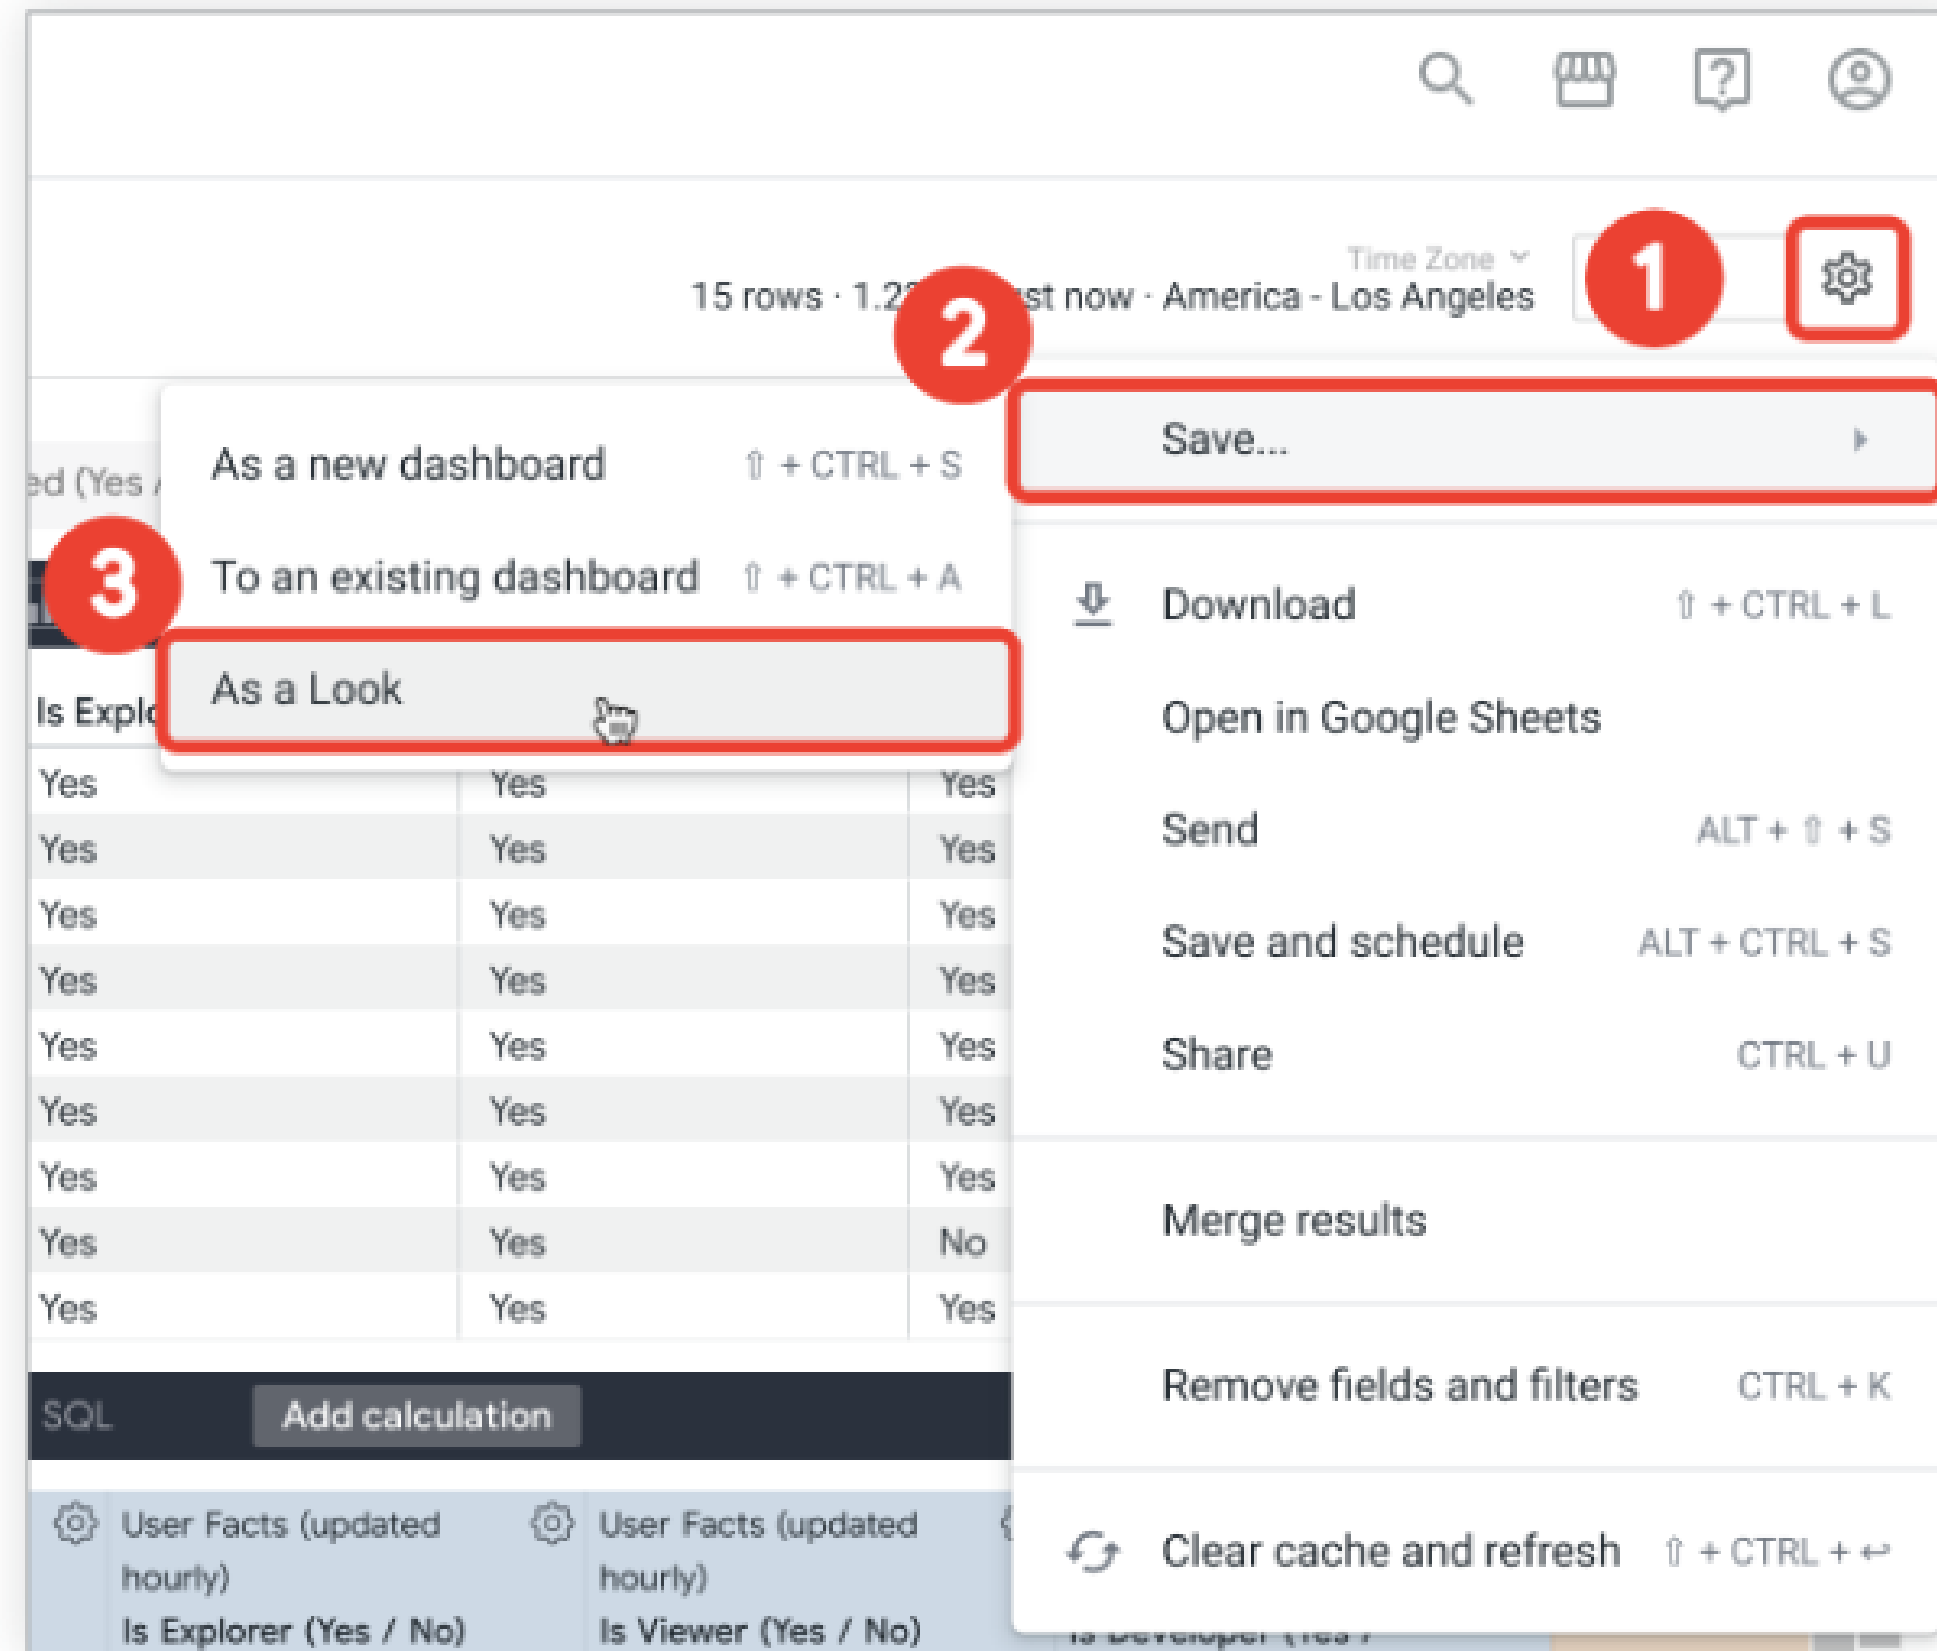 Time Zone
15 rows · 1.2 st now · America - Los Angeles
1
2
Save...
As a new dashboard ⇧ + CTRL + S
ed (Yes
3
To an existing dashboard ⇧ + CTRL + A
As a Look
Is Explo
Download ⇧ + CTRL + L
Open in Google Sheets
Send ALT + ⇧ + S
Save and schedule ALT + CTRL + S
Share CTRL + U
Merge results
Remove fields and filters CTRL + K
Clear cache and refresh ⇧ + CTRL + ↩
Yes Yes Yes
Yes Yes Yes
Yes Yes Yes
Yes Yes Yes
Yes Yes Yes
Yes Yes Yes
Yes Yes Yes
Yes Yes No
Yes Yes Yes
SQL Add calculation
User Facts (updated
hourly)
Is Explorer (Yes / No)
User Facts (updated
hourly)
Is Viewer (Yes / No)
Is Developer (Yes /